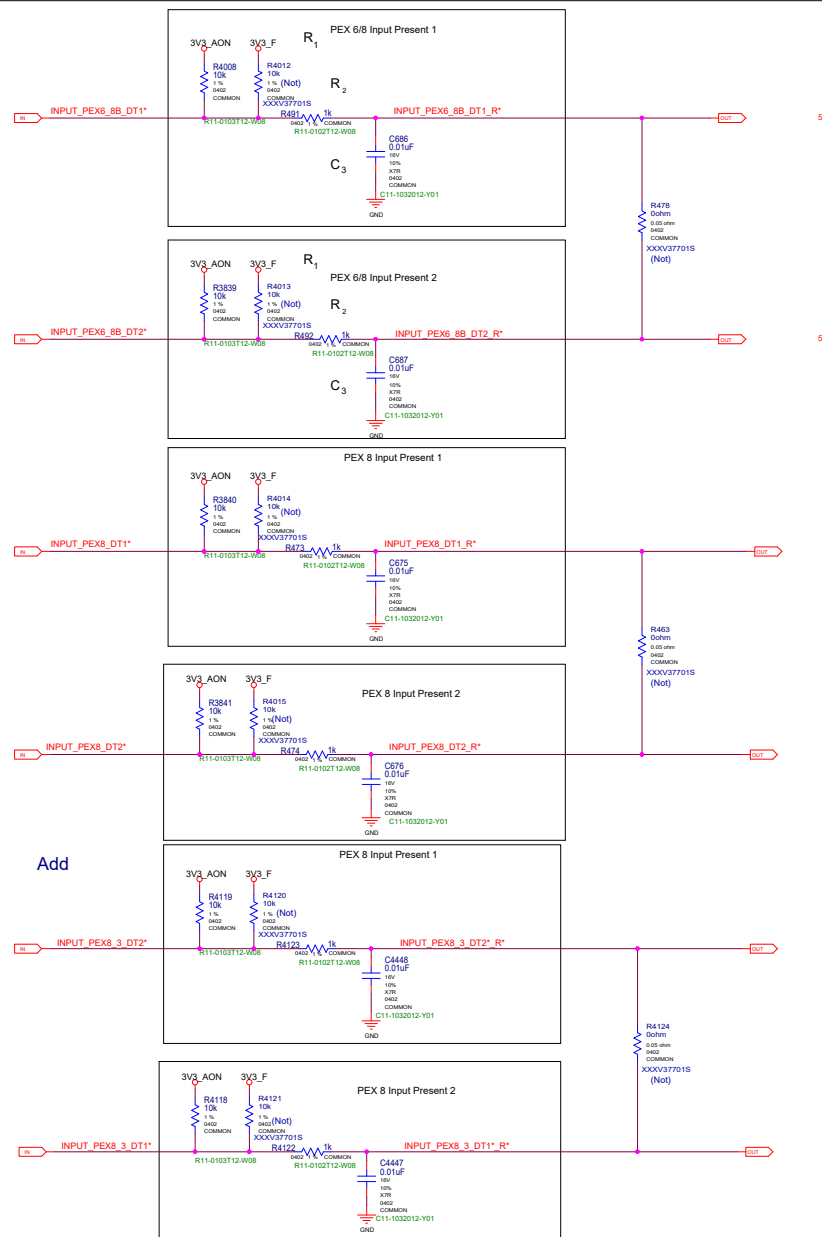 PEX 6/8 Input Present 1
R1
3V3_AON
3V3_F
R4008
10k
1 %
0402
COMMON
R4012
10k
1 % (Not)
0402
COMMON
XXXV37701S
R2
IN
INPUT_PEX6_8B_DT1*
R11-0103T12-W08
R491
1k
0402 1 % COMMON
R11-0102T12-W08
INPUT_PEX6_8B_DT1_R*
OUT
5
C3
C686
0.01uF
16V
10%
X7R
0402
COMMON
C11-1032012-Y01
GND
R478
0ohm
0.05 ohm
0402
COMMON
XXXV37701S
(Not)
R1
PEX 6/8 Input Present 2
3V3_AON
3V3_F
R3839
10k
1 %
0402
COMMON
R4013
10k
1 % (Not)
0402
COMMON
XXXV37701S
R2
IN
INPUT_PEX6_8B_DT2*
R11-0103T12-W08
R492
1k
0402 1 % COMMON
R11-0102T12-W08
INPUT_PEX6_8B_DT2_R*
OUT
5
C3
C687
0.01uF
16V
10%
X7R
0402
COMMON
C11-1032012-Y01
GND
PEX 8 Input Present 1
3V3_AON
3V3_F
R3840
10k
1 %
0402
COMMON
R4014
10k
1 % (Not)
0402
COMMON
XXXV37701S
IN
INPUT_PEX8_DT1*
R11-0103T12-W08
R473
1k
0402 1 % COMMON
R11-0102T12-W08
INPUT_PEX8_DT1_R*
OUT
C675
0.01uF
16V
10%
X7R
0402
COMMON
C11-1032012-Y01
GND
R463
0ohm
0.05 ohm
0402
COMMON
XXXV37701S
(Not)
PEX 8 Input Present 2
3V3_AON
3V3_F
R3841
10k
1 %
0402
COMMON
R4015
10k
1 % (Not)
0402
COMMON
XXXV37701S
IN
INPUT_PEX8_DT2*
R11-0103T12-W08
R474
1k
0402 1 % COMMON
R11-0102T12-W08
INPUT_PEX8_DT2_R*
OUT
C676
0.01uF
16V
10%
X7R
0402
COMMON
C11-1032012-Y01
GND
Add
PEX 8 Input Present 1
3V3_AON
3V3_F
R4119
10k
1 %
0402
COMMON
R4120
10k
1 % (Not)
0402
COMMON
XXXV37701S
IN
INPUT_PEX8_3_DT2*
R11-0103T12-W08
R4123
1k
0402 1 % COMMON
R11-0102T12-W08
INPUT_PEX8_3_DT2*_R*
OUT
C4448
0.01uF
16V
10%
X7R
0402
COMMON
C11-1032012-Y01
GND
R4124
0ohm
0.05 ohm
0402
COMMON
XXXV37701S
(Not)
PEX 8 Input Present 2
3V3_AON
3V3_F
R4118
10k
1 %
0402
COMMON
R4121
10k
1 % (Not)
0402
COMMON
XXXV37701S
IN
INPUT_PEX8_3_DT1*
R11-0103T12-W08
R4122
1k
0402 1 % COMMON
R11-0102T12-W08
INPUT_PEX8_3_DT1*_R*
OUT
C4447
0.01uF
16V
10%
X7R
0402
COMMON
C11-1032012-Y01
GND